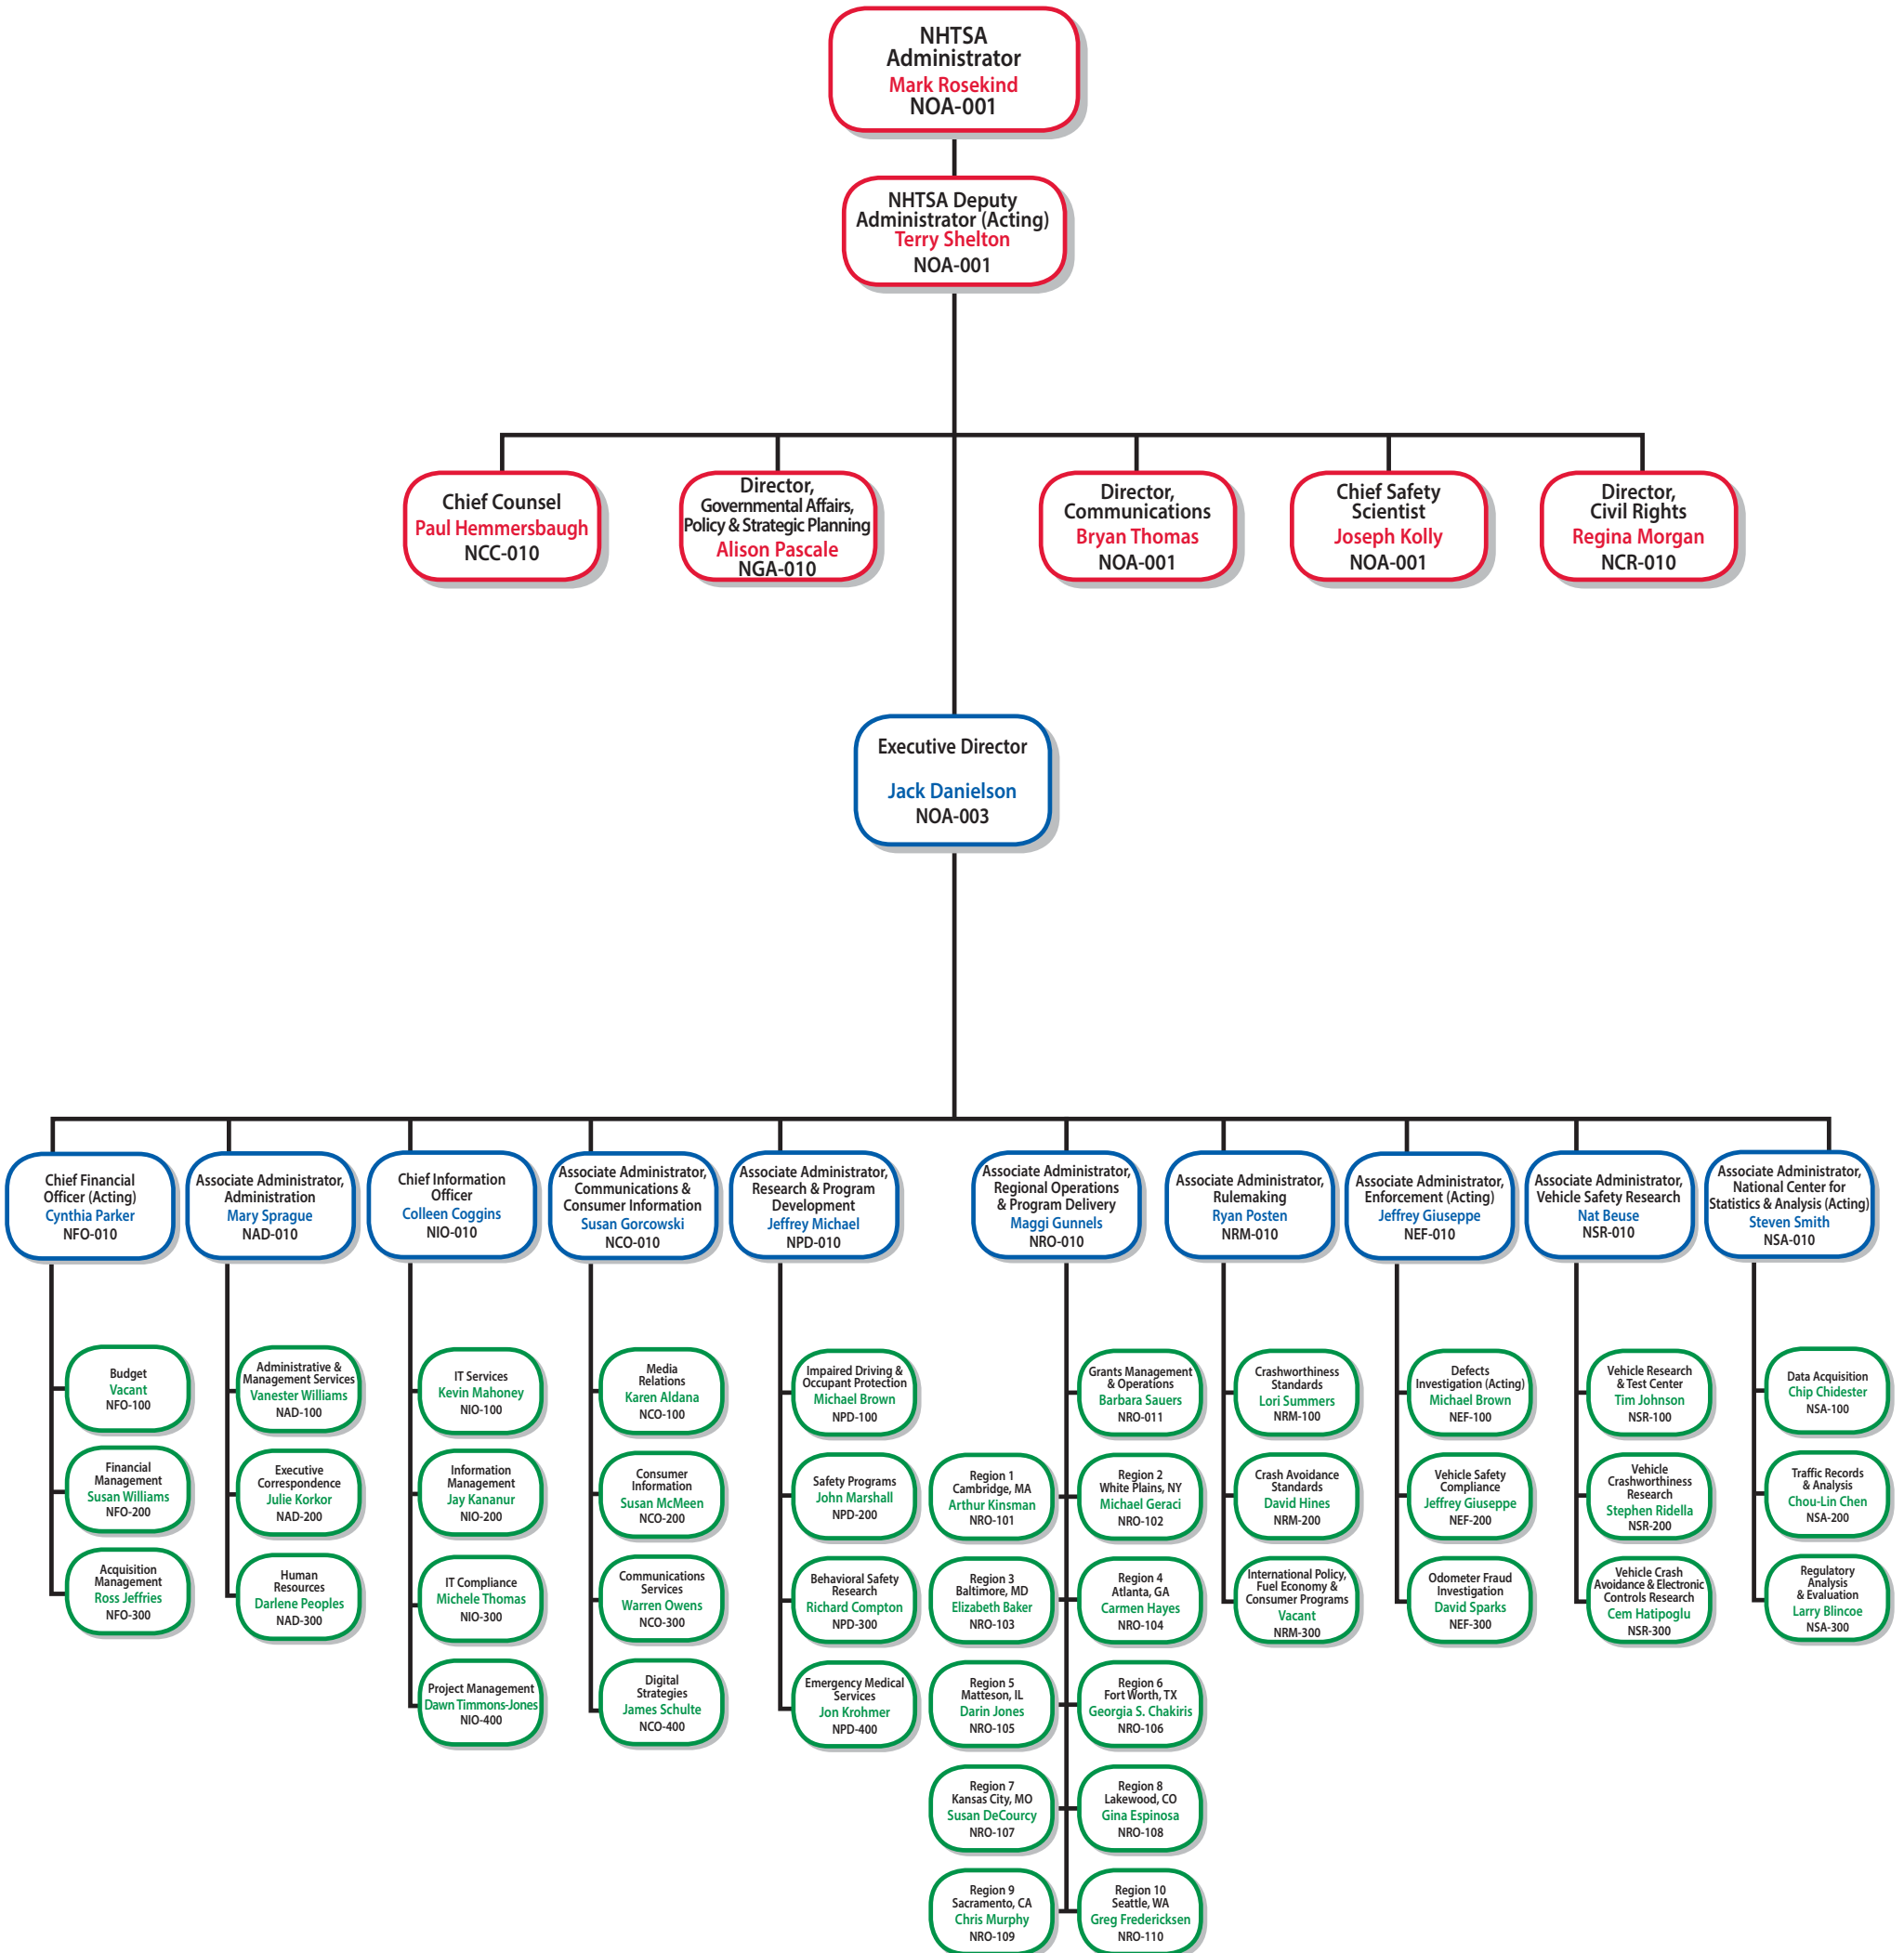 NHTSA
Administrator
Mark Rosekind
NOA-001
NHTSA Deputy
Administrator (Acting)
Terry Shelton
NOA-001
Chief Counsel
Paul Hemmersbaugh
NCC-010
Director,
Governmental Affairs,
Policy & Strategic Planning
Alison Pascale
NGA-010
Director,
Communications
Bryan Thomas
NOA-001
Chief Safety
Scientist
Joseph Kolly
NOA-001
Director,
Civil Rights
Regina Morgan
NCR-010
Executive Director
Jack Danielson
NOA-003
Chief Financial
Officer (Acting)
Cynthia Parker
NFO-010
Associate Administrator,
Administration
Mary Sprague
NAD-010
Chief Information
Officer
Colleen Coggins
NIO-010
Associate Administrator,
Communications &
Consumer Information
Susan Gorcowski
NCO-010
Associate Administrator,
Research & Program
Development
Jeffrey Michael
NPD-010
Associate Administrator,
Regional Operations
& Program Delivery
Maggi Gunnels
NRO-010
Associate Administrator,
Rulemaking
Ryan Posten
NRM-010
Associate Administrator,
Enforcement (Acting)
Jeffrey Giuseppe
NEF-010
Associate Administrator,
Vehicle Safety Research
Nat Beuse
NSR-010
Associate Administrator,
National Center for
Statistics & Analysis (Acting)
Steven Smith
NSA-010
Budget
Vacant
NFO-100
Financial
Management
Susan Williams
NFO-200
Acquisition
Management
Ross Jeffries
NFO-300
Administrative &
Management Services
Vanester Williams
NAD-100
Executive
Correspondence
Julie Korkor
NAD-200
Human
Resources
Darlene Peoples
NAD-300
IT Services
Kevin Mahoney
NIO-100
Information
Management
Jay Kananur
NIO-200
IT Compliance
Michele Thomas
NIO-300
Project Management
Dawn Timmons-Jones
NIO-400
Media
Relations
Karen Aldana
NCO-100
Consumer
Information
Susan McMeen
NCO-200
Communications
Services
Warren Owens
NCO-300
Digital
Strategies
James Schulte
NCO-400
Impaired Driving &
Occupant Protection
Michael Brown
NPD-100
Safety Programs
John Marshall
NPD-200
Behavioral Safety
Research
Richard Compton
NPD-300
Emergency Medical
Services
Jon Krohmer
NPD-400
Grants Management
& Operations
Barbara Sauers
NRO-011
Region 1
Cambridge, MA
Arthur Kinsman
NRO-101
Region 2
White Plains, NY
Michael Geraci
NRO-102
Region 3
Baltimore, MD
Elizabeth Baker
NRO-103
Region 4
Atlanta, GA
Carmen Hayes
NRO-104
Region 5
Matteson, IL
Darin Jones
NRO-105
Region 6
Fort Worth, TX
Georgia S. Chakiris
NRO-106
Region 7
Kansas City, MO
Susan DeCourcy
NRO-107
Region 8
Lakewood, CO
Gina Espinosa
NRO-108
Region 9
Sacramento, CA
Chris Murphy
NRO-109
Region 10
Seattle, WA
Greg Fredericksen
NRO-110
Crashworthiness
Standards
Lori Summers
NRM-100
Crash Avoidance
Standards
David Hines
NRM-200
International Policy,
Fuel Economy &
Consumer Programs
Vacant
NRM-300
Defects
Investigation (Acting)
Michael Brown
NEF-100
Vehicle Safety
Compliance
Jeffrey Giuseppe
NEF-200
Odometer Fraud
Investigation
David Sparks
NEF-300
Vehicle Research
& Test Center
Tim Johnson
NSR-100
Vehicle
Crashworthiness
Research
Stephen Ridella
NSR-200
Vehicle Crash
Avoidance & Electronic
Controls Research
Cem Hatipoglu
NSR-300
Data Acquisition
Chip Chidester
NSA-100
Traffic Records
& Analysis
Chou-Lin Chen
NSA-200
Regulatory
Analysis
& Evaluation
Larry Blincoe
NSA-300